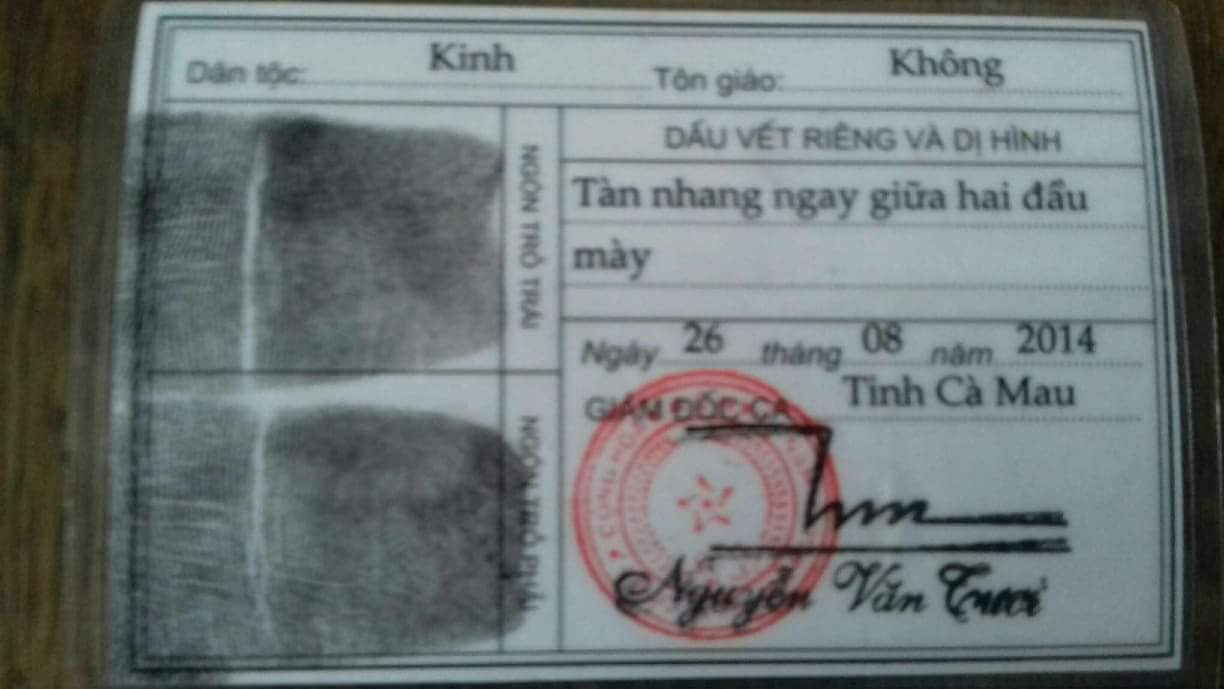 Dân tộc: Kinh Tôn giáo: Không
DẤU VẾT RIÊNG VÀ DỊ HÌNH
Tàn nhang ngay giữa hai đầu
mày
NGÓN TRỎ TRÁI
NGÓN TRỎ PHẢI
Ngày 26 tháng 08 năm 2014
GIÁM ĐỐC CA Tỉnh Cà Mau
Nguyễn Văn Tươi